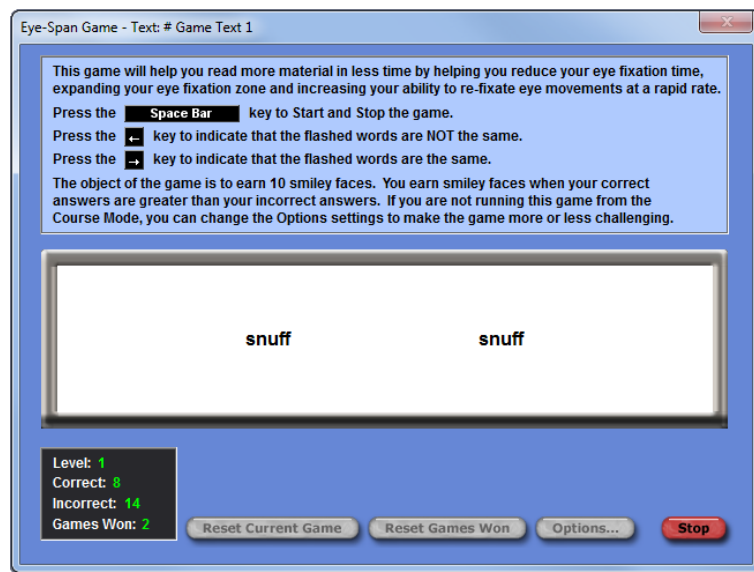 Eye-Span Game - Text: # Game Text 1
This game will help you read more material in less time by helping you reduce your eye fixation time,
expanding your eye fixation zone and increasing your ability to re-fixate eye movements at a rapid rate.
Press the Space Bar key to Start and Stop the game.
Press the ← key to indicate that the flashed words are NOT the same.
Press the → key to indicate that the flashed words are the same.
The object of the game is to earn 10 smiley faces. You earn smiley faces when your correct
answers are greater than your incorrect answers. If you are not running this game from the
Course Mode, you can change the Options settings to make the game more or less challenging.
snuff snuff
Level: 1
Correct: 8
Incorrect: 14
Games Won: 2
Reset Current Game Reset Games Won Options... Stop